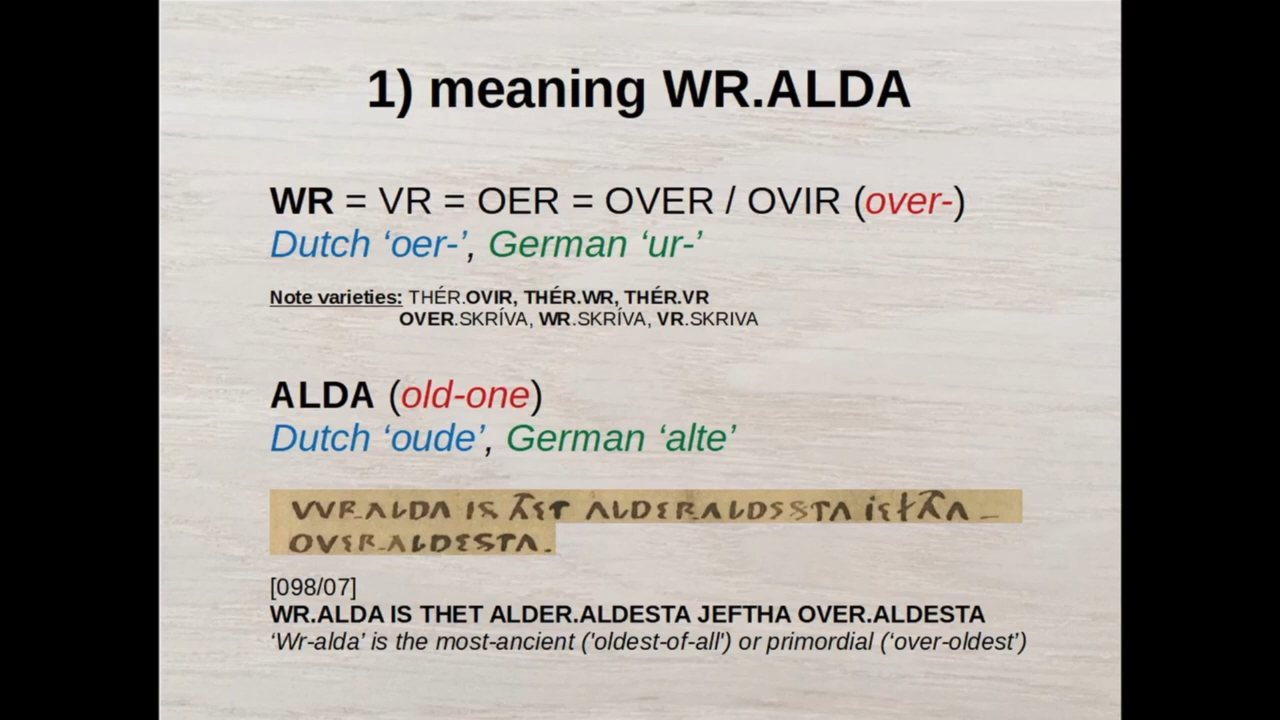 1) meaning WR.ALDA
WR = VR = OER = OVER / OVIR (over-)
Dutch ‘oer-’, German ‘ur-’
Note varieties: THÉR.OVIR, THÉR.WR, THÉR.VR
OVER.SKRÍVA, WR.SKRÍVA, VR.SKRIVA
ALDA (old-one)
Dutch ‘oude’, German ‘alte’
WR.ALDA IS THET ALDER.ALDESTA JEFTHA
OVER.ALDESTA.
[098/07]
WR.ALDA IS THET ALDER.ALDESTA JEFTHA OVER.ALDESTA
‘Wr-alda’ is the most-ancient ('oldest-of-all') or primordial (‘over-oldest’)